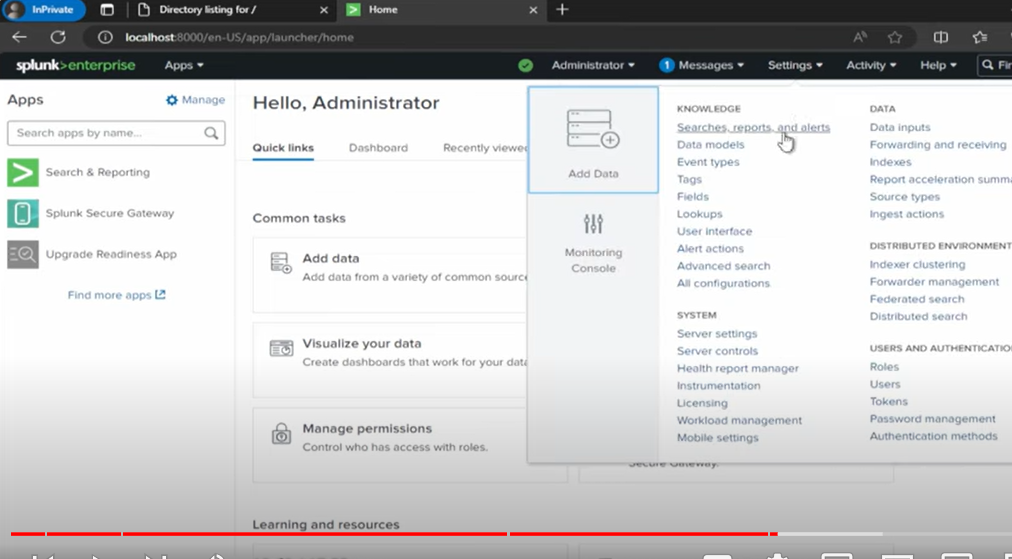 InPrivate
Directory listing for /
Home
localhost:8000/en-US/app/launcher/home
splunk>enterprise
Apps
Administrator
1
Messages
Settings
Activity
Help
Apps
Manage
Search apps by name...
Search & Reporting
Splunk Secure Gateway
Upgrade Readiness App
Find more apps
Hello, Administrator
Quick links
Dashboard
Recently viewed
Common tasks
Add data
Add data from a variety of common
Visualize your data
Create dashboards that work for your
Manage permissions
Control who has access with roles.
Secure Gateway.
Learning and resources
Add Data
Monitoring
Console
KNOWLEDGE
Searches, reports, and alerts
Data models
Event types
Tags
Fields
Lookups
User interface
Alert actions
Advanced search
All configurations
SYSTEM
Server settings
Server controls
Health report manager
Instrumentation
Licensing
Workload management
Mobile settings
DATA
Data inputs
Forwarding and receiving
Indexes
Report acceleration
Source types
Ingest actions
DISTRIBUTED ENVIRONMENT
Indexer clustering
Forwarder management
Federated search
Distributed search
USERS AND
Roles
Users
Tokens
Password management
Authentication methods